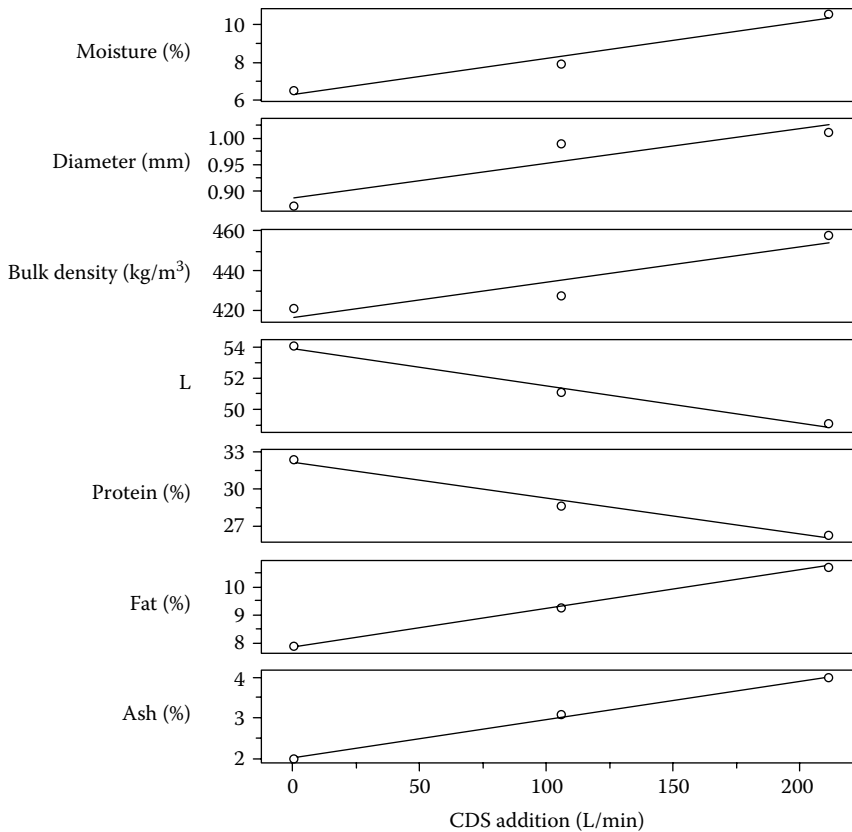 Moisture (%)
10
8
6
Diameter (mm)
1.00
0.95
0.90
Bulk density (kg/m³)
460
440
420
L
54
52
50
Protein (%)
33
30
27
Fat (%)
10
9
8
Ash (%)
4
3
2
0 50 100 150 200
CDS addition (L/min)